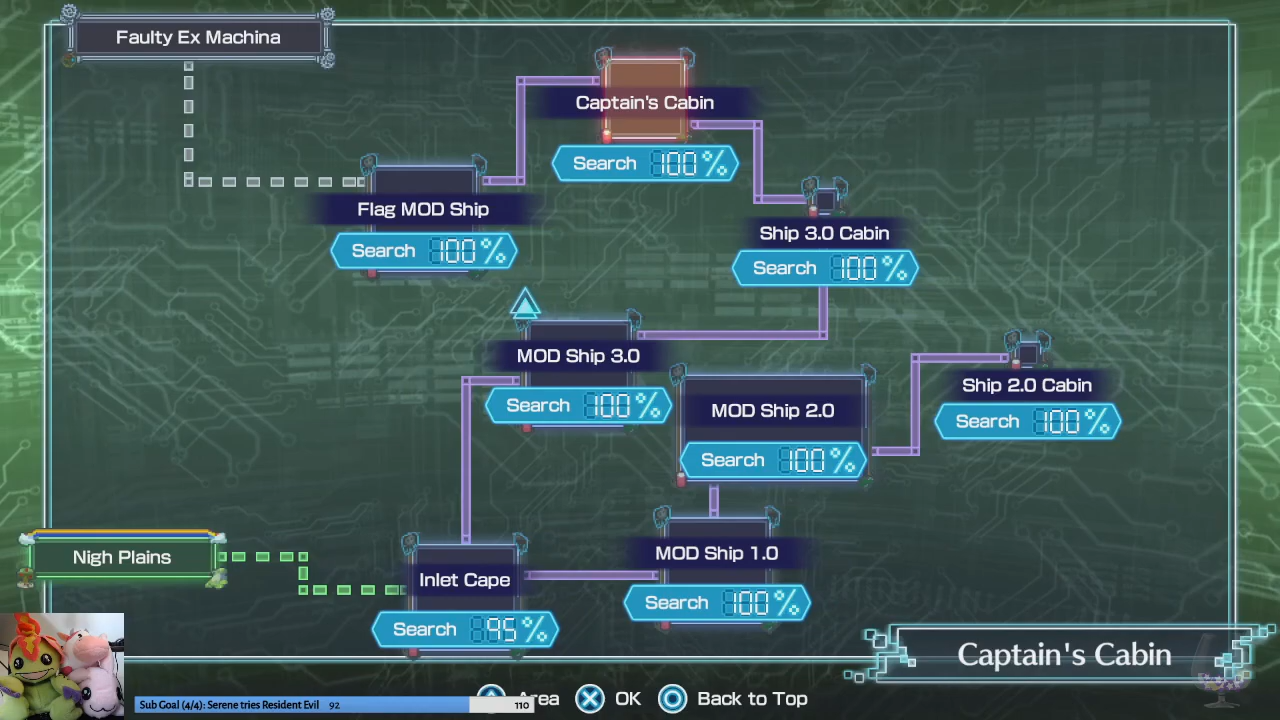 Faulty Ex Machina
Captain's Cabin
Search 100%
Flag MOD Ship
Search 100%
Ship 3.0 Cabin
Search 100%
MOD Ship 3.0
Search 100%
MOD Ship 2.0
Search 100%
Ship 2.0 Cabin
Search 100%
Nigh Plains
Inlet Cape
Search 95%
MOD Ship 1.0
Search 100%
Captain's Cabin
Area OK Back to Top
Sub Goal (4/4): Serene tries Resident Evil 92 110